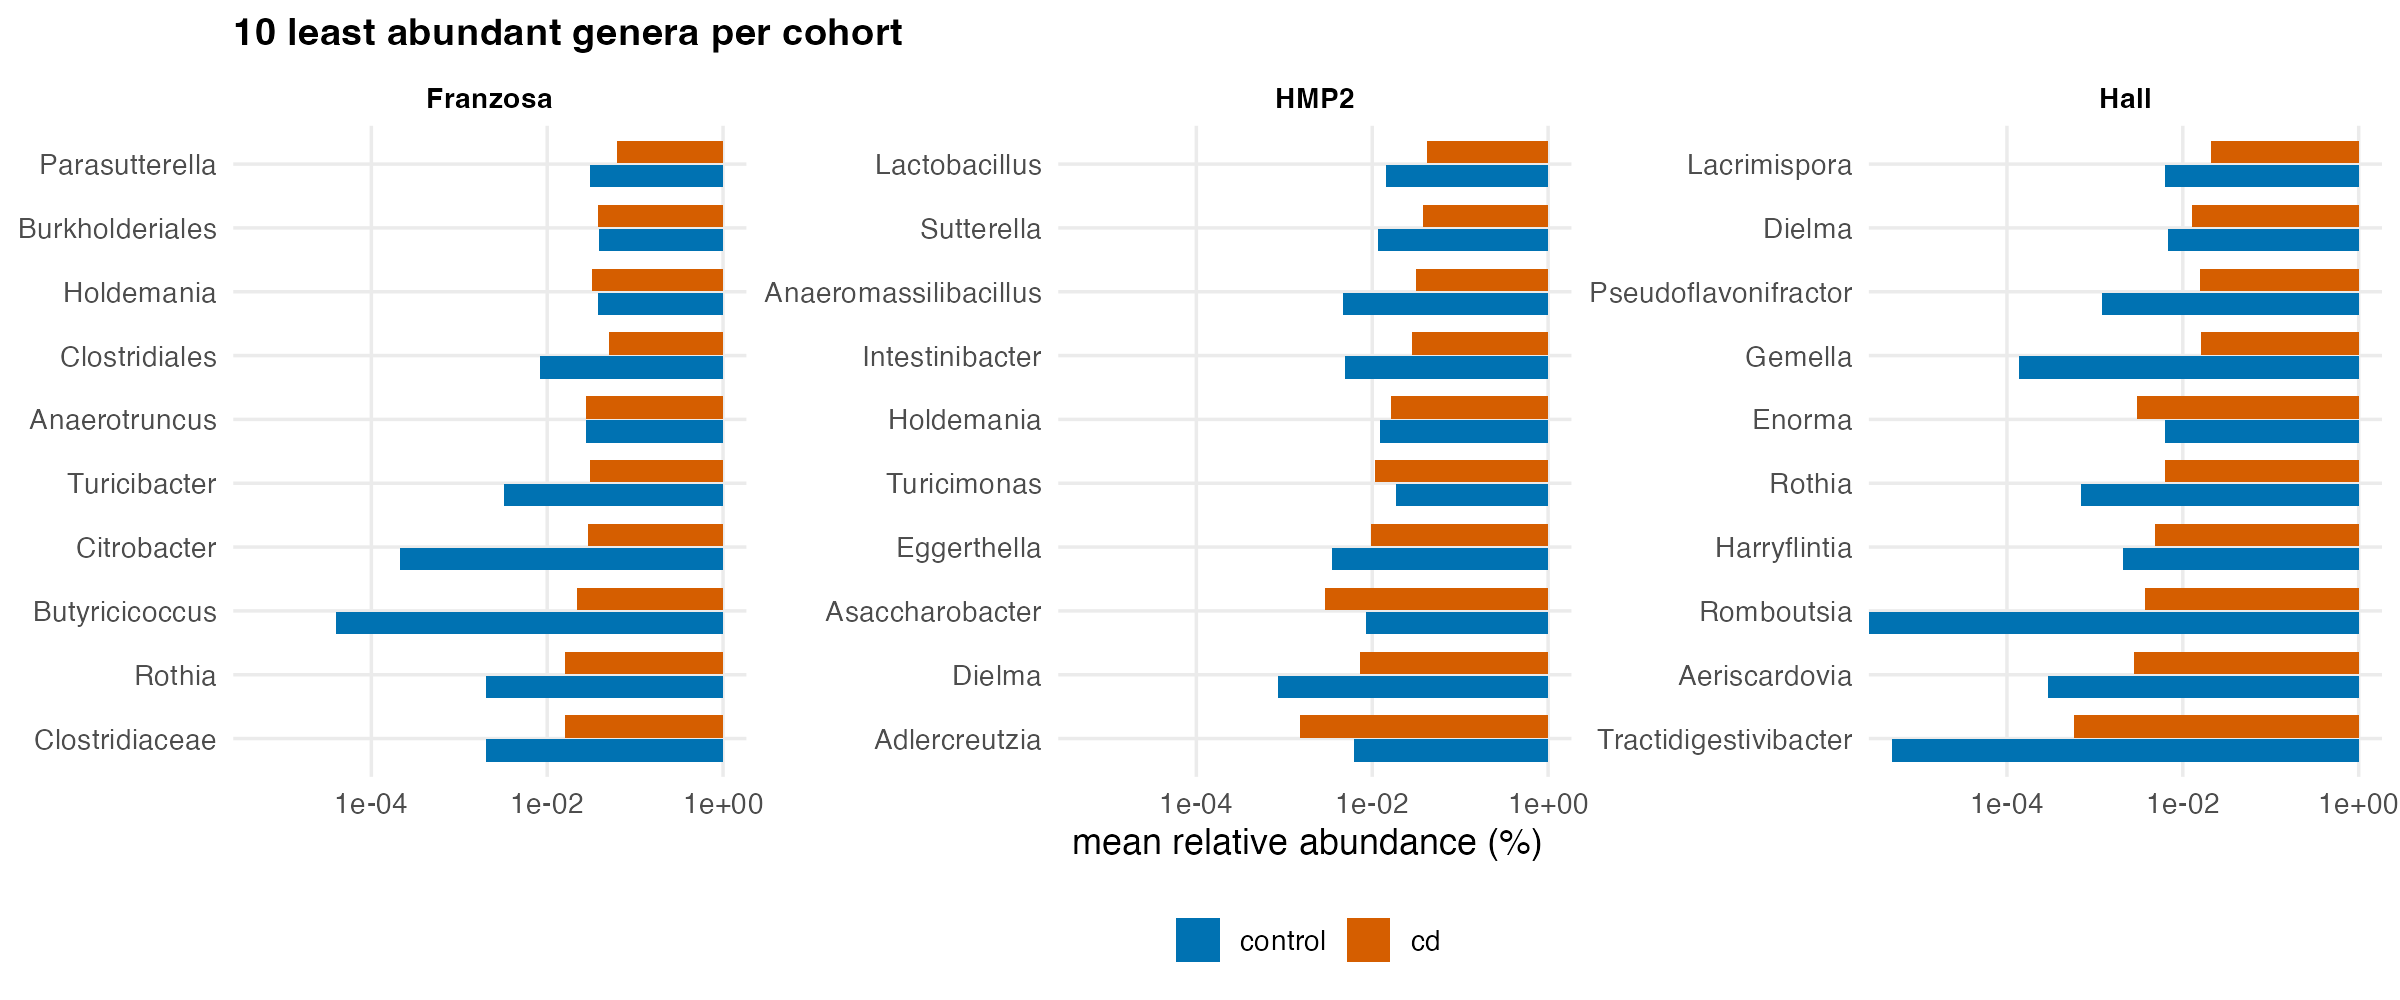 10 least abundant genera per cohort
Franzosa
Parasutterella
Burkholderiales
Holdemania
Clostridiales
Anaerotruncus
Turicibacter
Citrobacter
Butyricicoccus
Rothia
Clostridiaceae
1e-04 1e-02 1e+00
HMP2
Lactobacillus
Sutterella
Anaeromassilibacillus
Intestinibacter
Holdemania
Turicimonas
Eggerthella
Asaccharobacter
Dielma
Adlercreutzia
1e-04 1e-02 1e+00
Hall
Lacrimispora
Dielma
Pseudoflavonifractor
Gemella
Enorma
Rothia
Harryflintia
Romboutsia
Aeriscardovia
Tractidigestivibacter
1e-04 1e-02 1e+00
mean relative abundance (%)
control cd